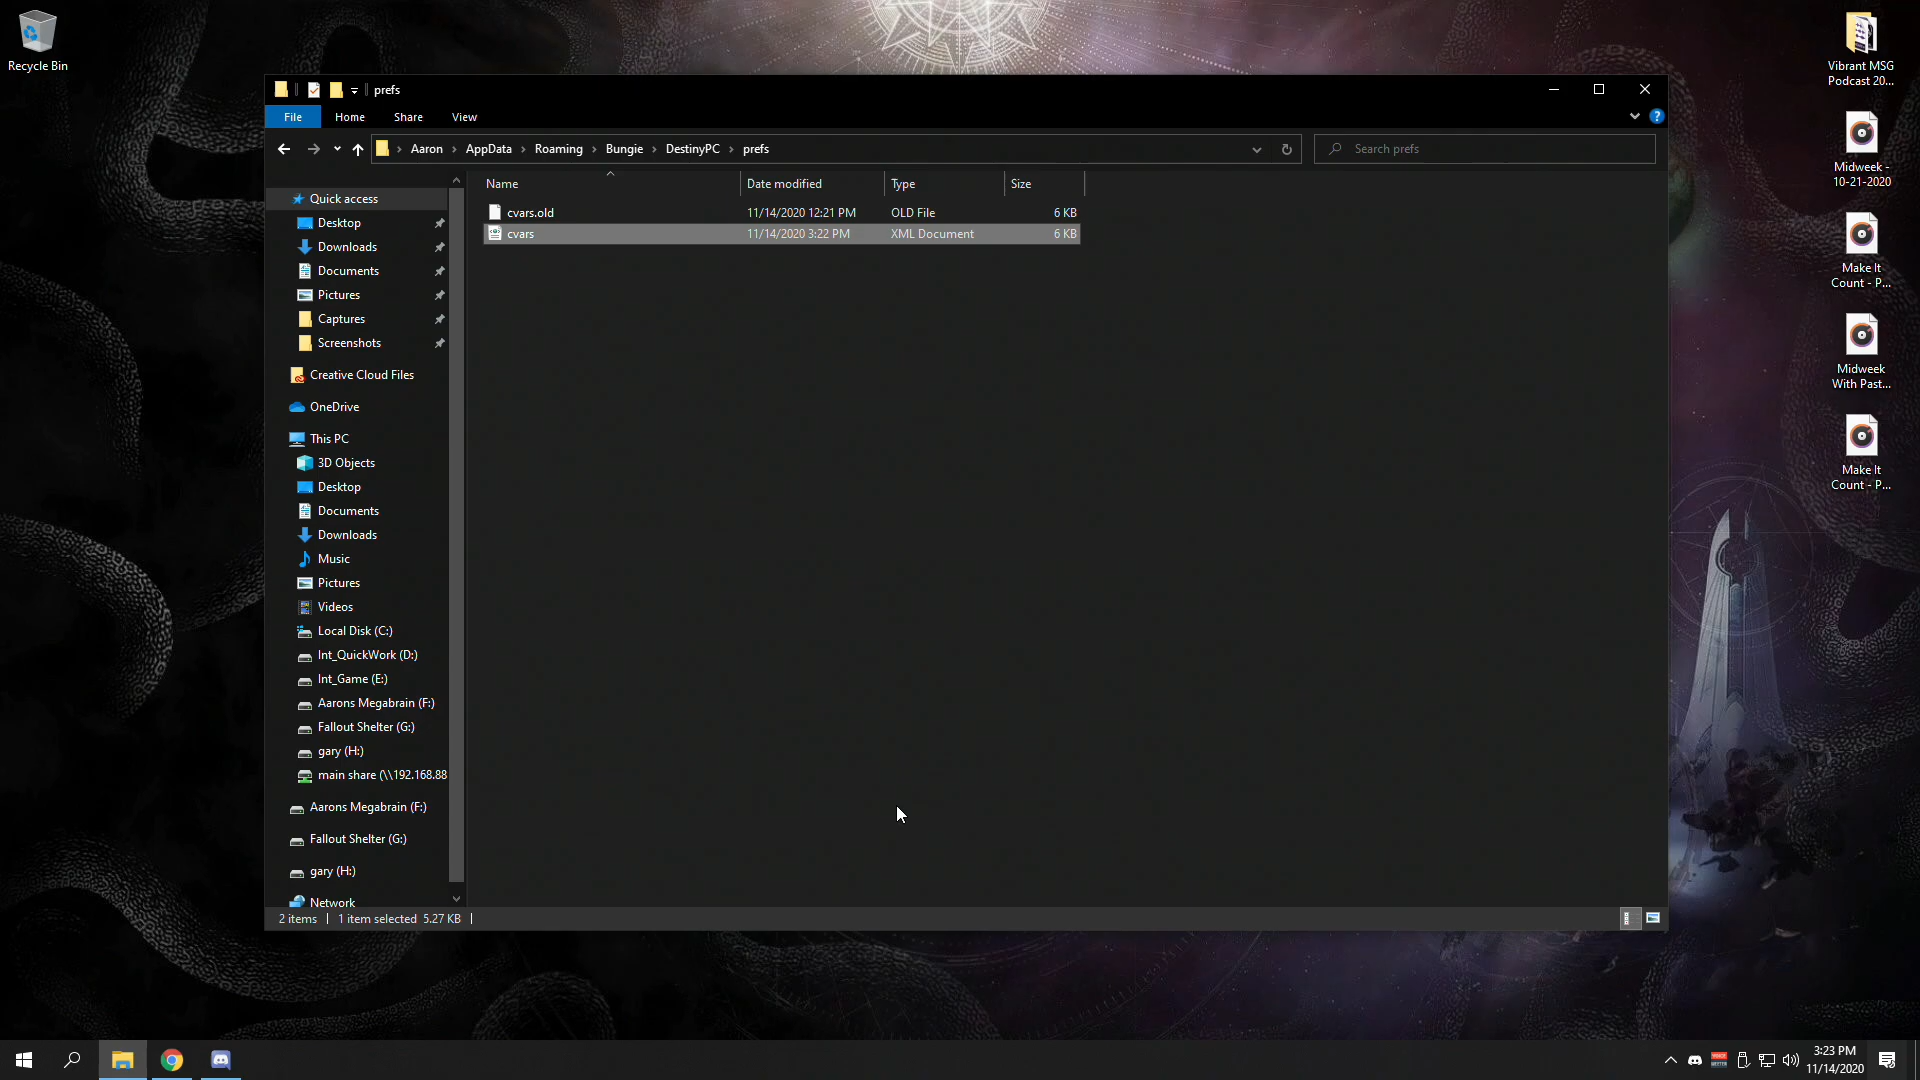 Recycle Bin
prefs
File Home Share View
Aaron AppData Roaming Bungie DestinyPC prefs
Search prefs
Name Date modified Type Size
cvars.old 11/14/2020 12:21 PM OLD File 6 KB
cvars 11/14/2020 3:22 PM XML Document 6 KB
Quick access
Desktop
Downloads
Documents
Pictures
Captures
Screenshots
Creative Cloud Files
OneDrive
This PC
3D Objects
Desktop
Documents
Downloads
Music
Pictures
Videos
Local Disk (C:)
Int_QuickWork (D:)
Int_Game (E:)
Aarons Megabrain (F:)
Fallout Shelter (G:)
gary (H:)
main share (\\192.168.88
Aarons Megabrain (F:)
Fallout Shelter (G:)
gary (H:)
Network
2 items 1 item selected 5.27 KB
Vibrant MSG
Podcast 20...
Midweek -
10-21-2020
Make It
Count - P...
Midweek
With Past...
Make It
Count - P...
3:23 PM
11/14/2020